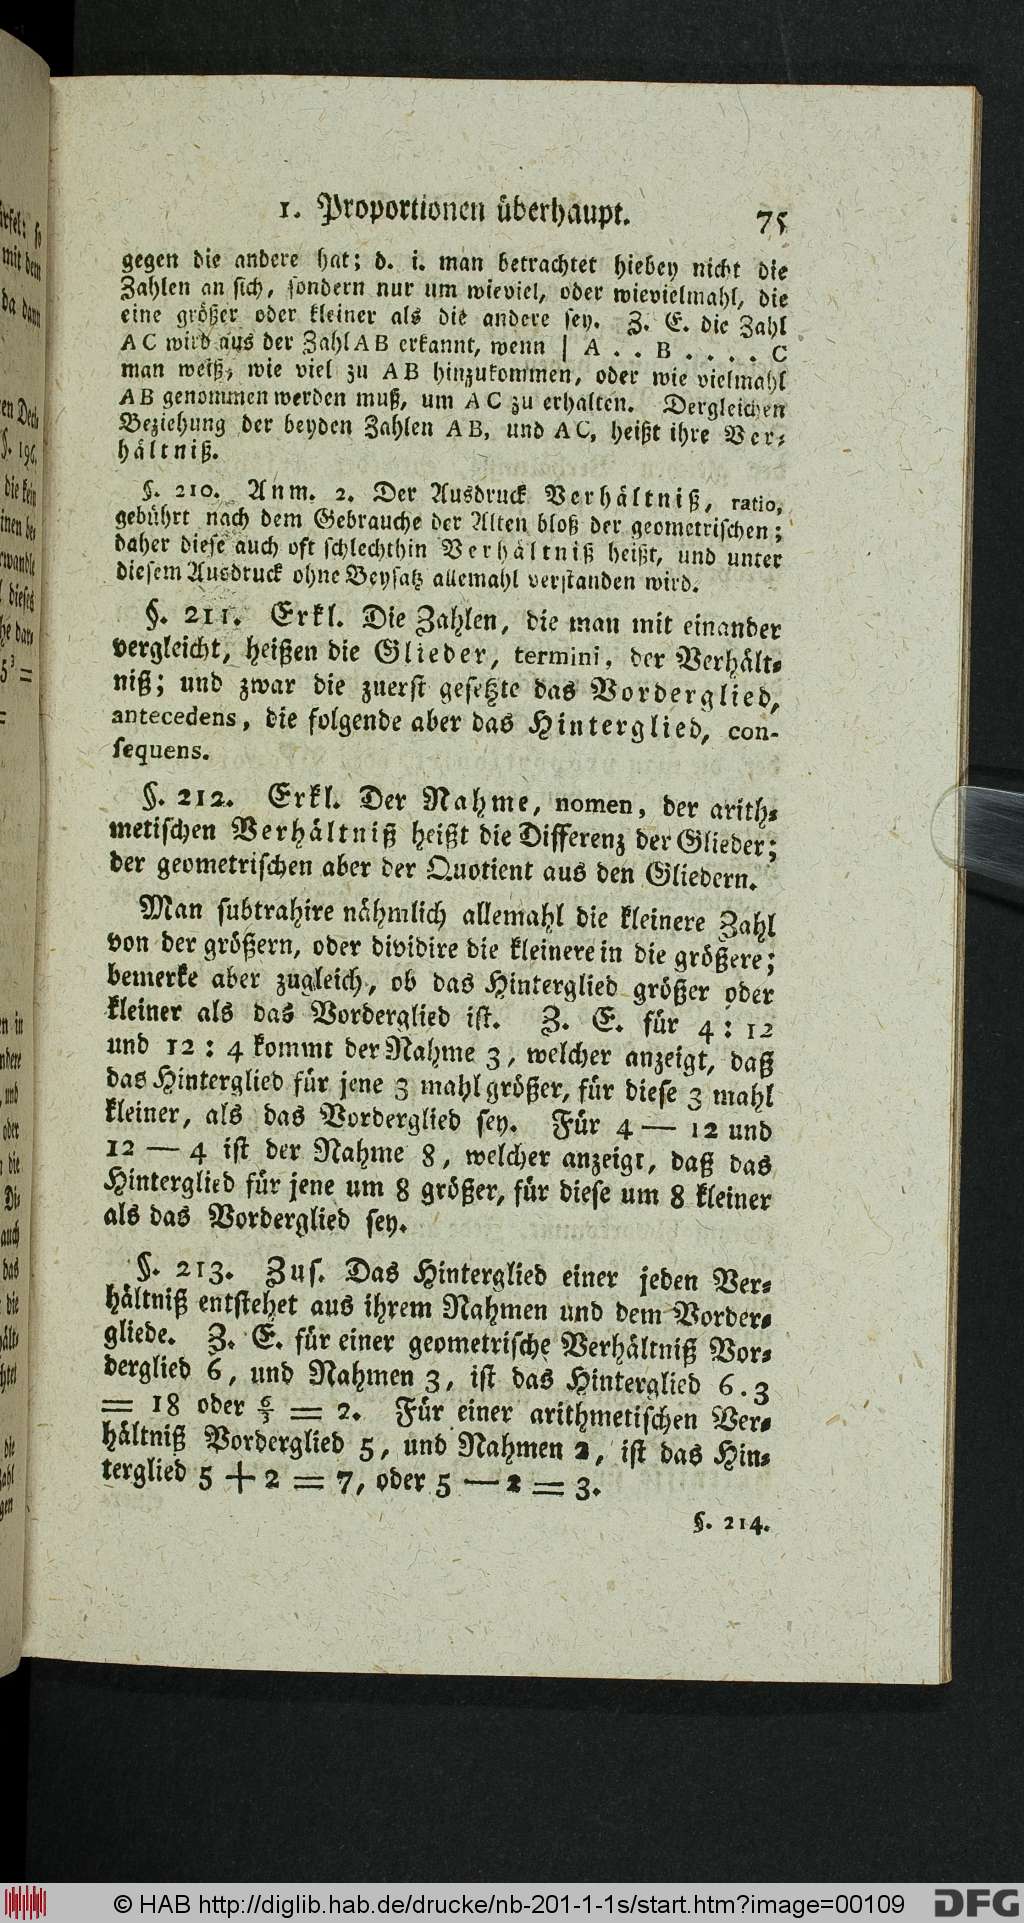 1. Proportionen überhaupt. 75
gegen die andere hat; d. i. man betrachtet hiebey nicht die
Zahlen an sich, sondern nur um wieviel, oder wievielmahl, die
eine größer oder kleiner als die andere sey. Z. E. die Zahl
AC wird aus der Zahl AB erkannt, wenn | A . . B . . . . C
man weiß, wie viel zu AB hinzukommen, oder wie vielmahl
AB genommen werden muß, um AC zu erhalten. Dergleichen
Beziehung der beyden Zahlen AB, und AC, heißt ihre Ver-
hältniß.
§. 210. Anm. 2. Der Ausdruck Verhältniß, ratio,
gebührt nach dem Gebrauche der Alten bloß der geometrischen;
daher diese auch oft schlechthin Verhältniß heißt, und unter
diesem Ausdruck ohne Beysatz allemahl verstanden wird.
§. 211. Erkl. Die Zahlen, die man mit einander
vergleicht, heißen die Glieder, termini, der Verhält-
niß; und zwar die zuerst gesetzte das Vorderglied,
antecedens, die folgende aber das Hinterglied, con-
sequens.
§. 212. Erkl. Der Nahme, nomen, der arith-
metischen Verhältniß heißt die Differenz der Glieder;
der geometrischen aber der Quotient aus den Gliedern.
Man subtrahire nähmlich allemahl die kleinere Zahl
von der größern, oder dividire die kleinere in die größere;
bemerke aber zugleich, ob das Hinterglied größer oder
kleiner als das Vorderglied ist. Z. E. für 4 : 12
und 12 : 4 kommt der Nahme 3, welcher anzeigt, daß
das Hinterglied für jene 3 mahl größer, für diese 3 mahl
kleiner, als das Vorderglied sey. Für 4 — 12 und
12 — 4 ist der Nahme 8, welcher anzeigt, daß das
Hinterglied für jene um 8 größer, für diese um 8 kleiner
als das Vorderglied sey.
§. 213. Zus. Das Hinterglied einer jeden Ver-
hältniß entstehet aus ihrem Nahmen und dem Vorder-
gliede. Z. E. für einer geometrische Verhältniß Vor-
derglied 6, und Nahmen 3, ist das Hinterglied 6 . 3
= 18 oder 6/3 = 2. Für einer arithmetischen Ver-
hältniß Vorderglied 5, und Nahmen 2, ist das Hin-
terglied 5 + 2 = 7, oder 5 — 2 = 3.
§. 214.
© HAB http://diglib.hab.de/drucke/nb-201-1-1s/start.htm?image=00109 DFG